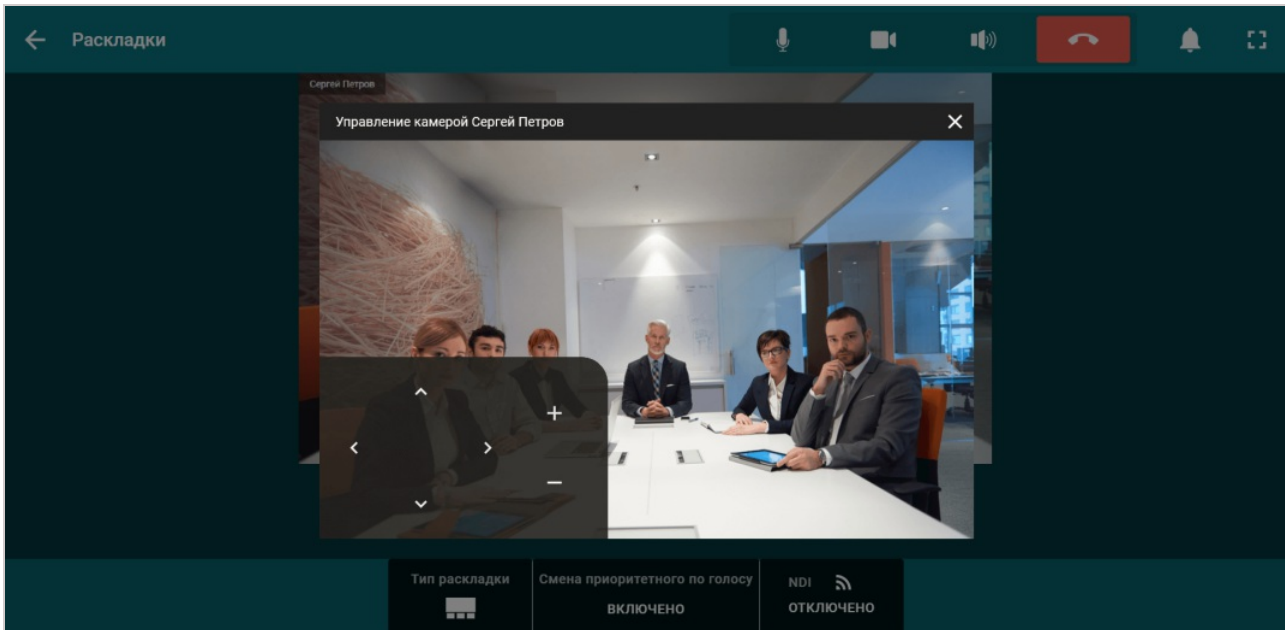 Раскладки
Сергей Петров
Управление камерой Сергей Петров
Тип раскладки
Смена приоритетного по голосу
ВКЛЮЧЕНО
NDI
ОТКЛЮЧЕНО